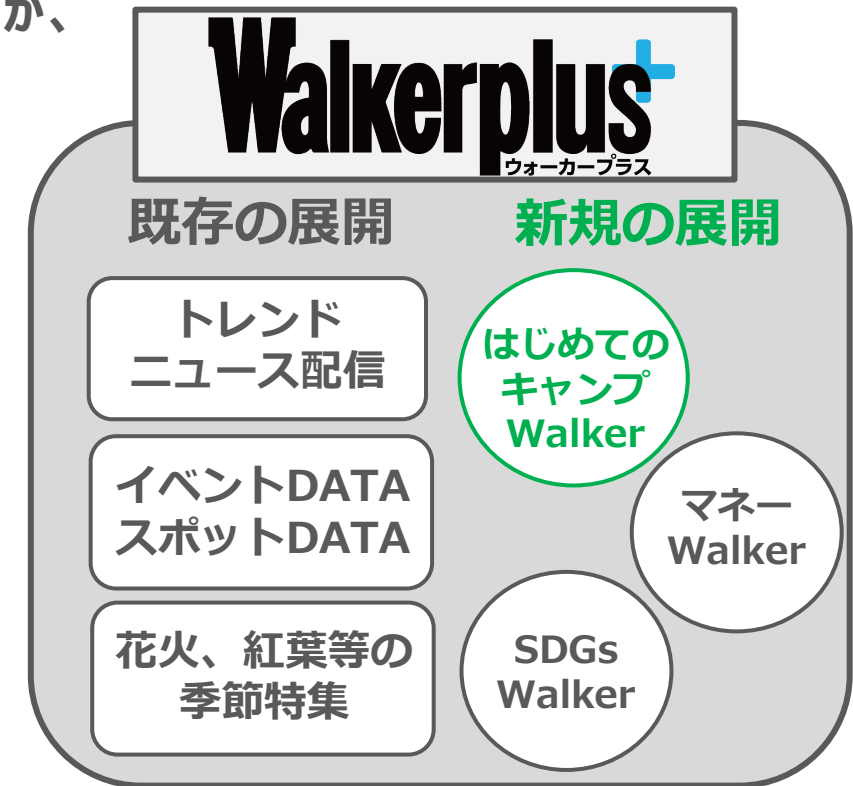 が、
Walkerplus+
ウォーカープラス
既存の展開
新規の展開
トレンド
ニュース配信
はじめての
キャンプ
Walker
イベントDATA
スポットDATA
マネー
Walker
花火、紅葉等の
季節特集
SDGs
Walker